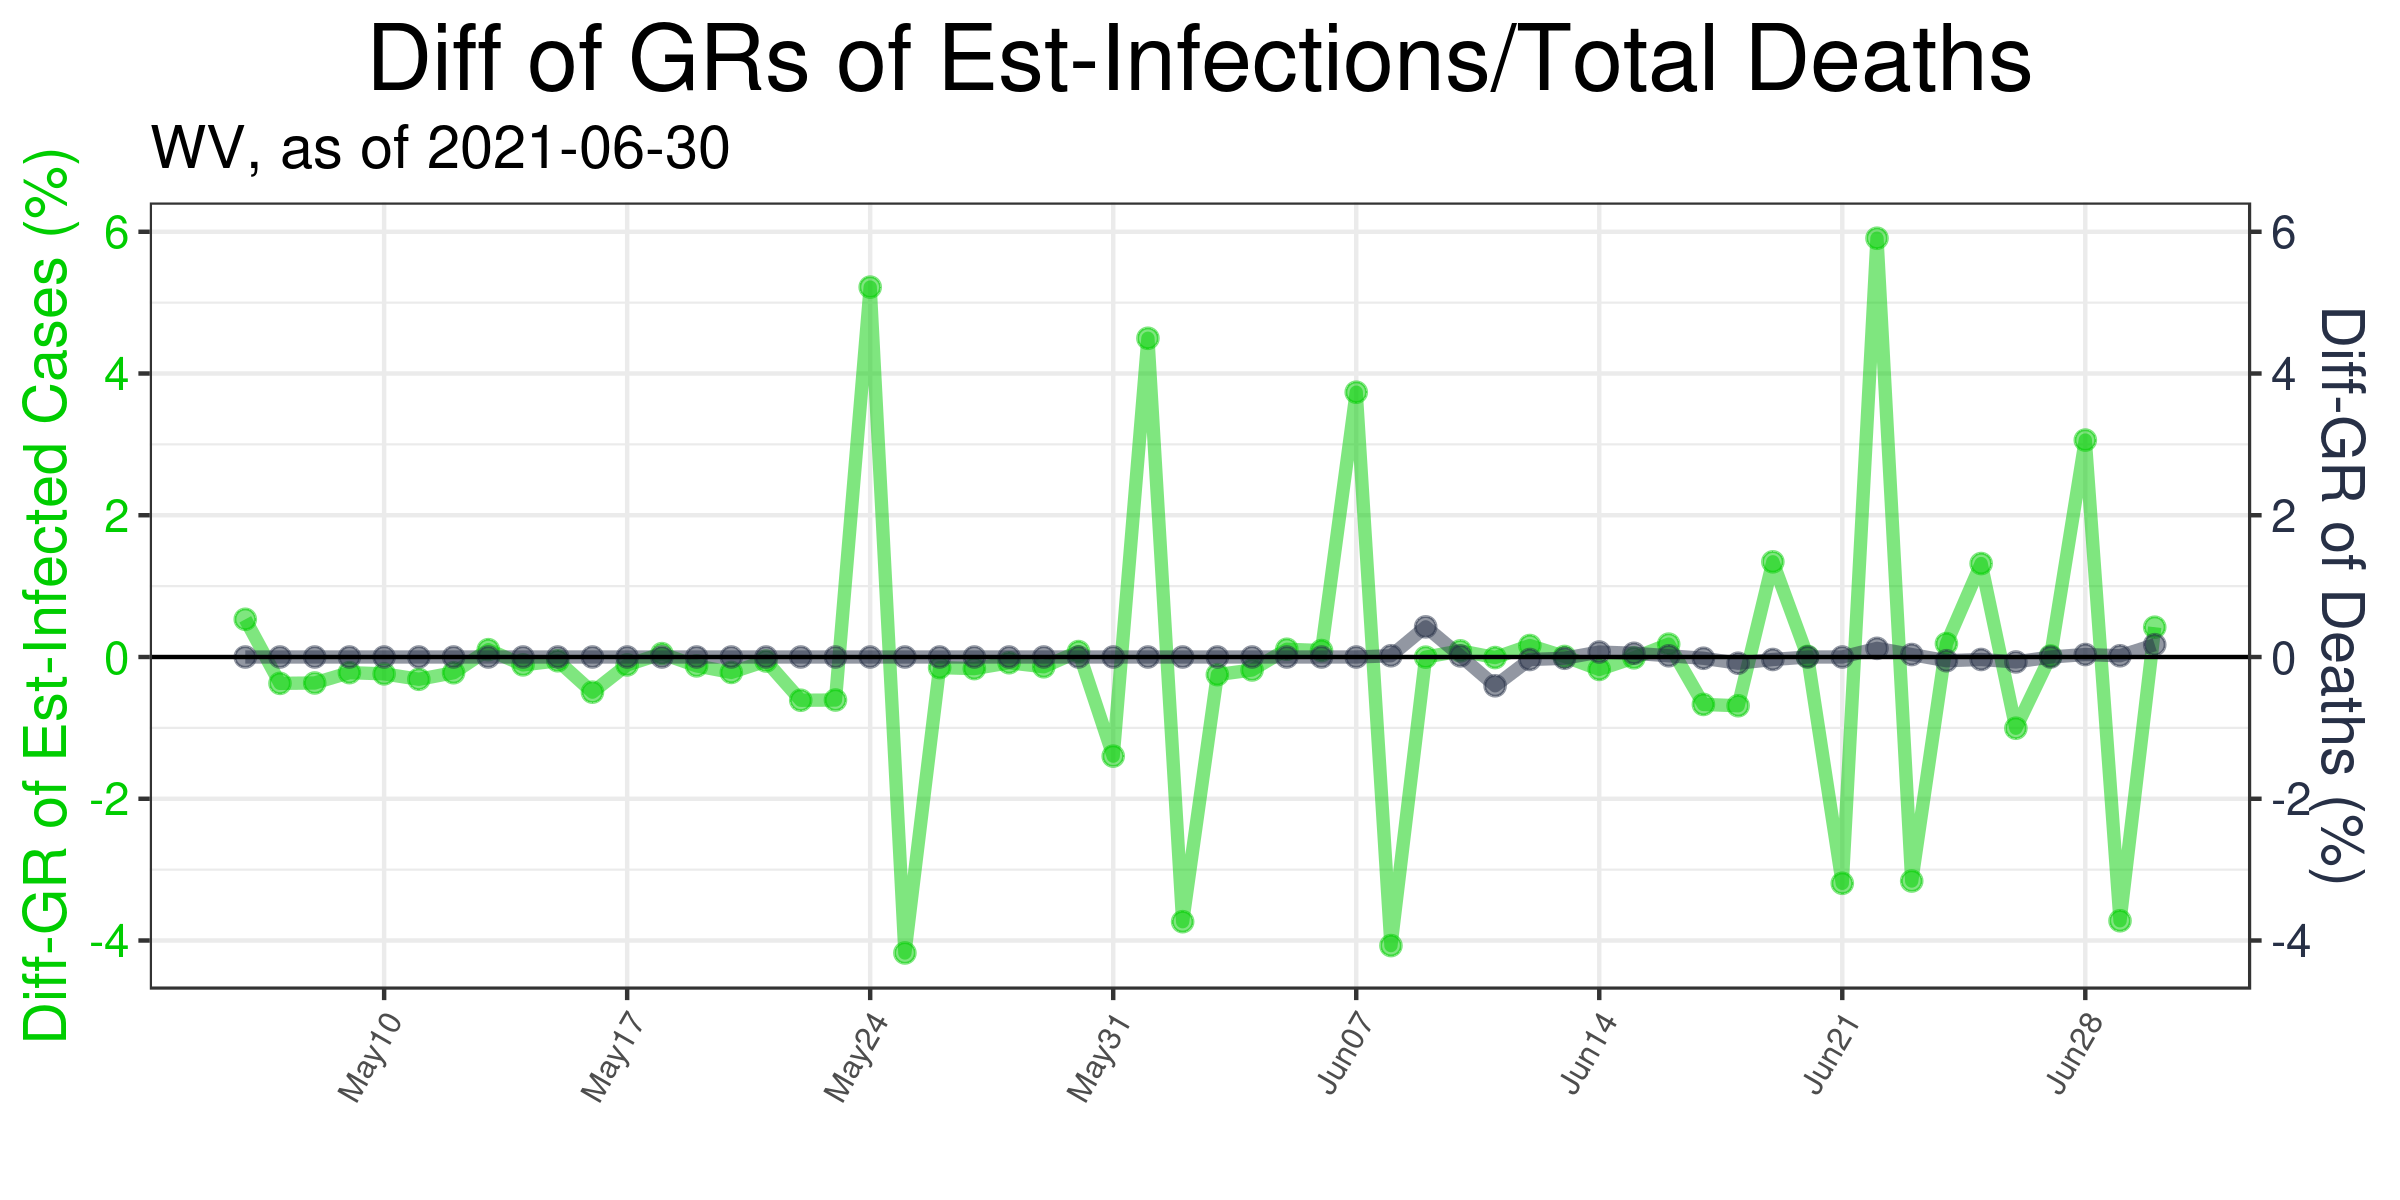 Diff of GRs of Est-Infections/Total Deaths
WV, as of 2021-06-30
Diff-GR of Est-Infected Cases (%)
6
4
2
0
-2
-4
6
4
2
0
-2
-4
Diff-GR of Deaths (%)
May10
May17
May24
May31
Jun07
Jun14
Jun21
Jun28